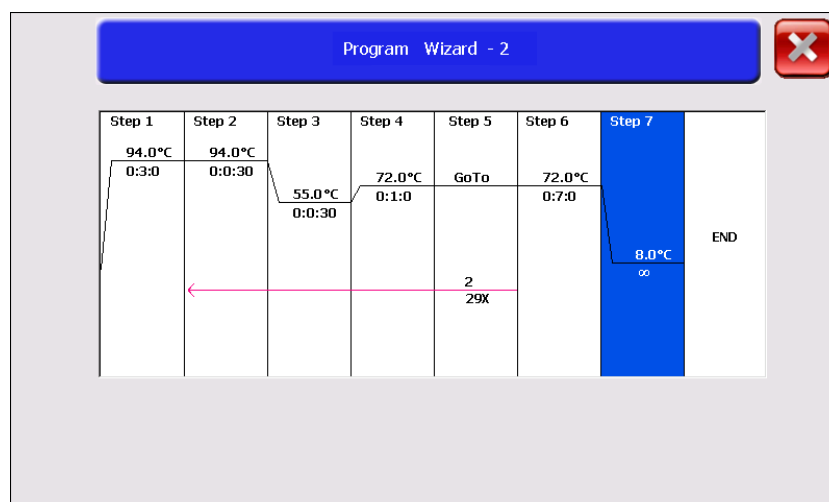 Program Wizard - 2
Step 1 Step 2 Step 3 Step 4 Step 5 Step 6 Step 7
94.0°C 94.0°C 55.0°C 72.0°C GoTo 72.0°C 8.0°C END
0:3:0 0:0:30 0:0:30 0:1:0 0:7:0 ∞
2
29X